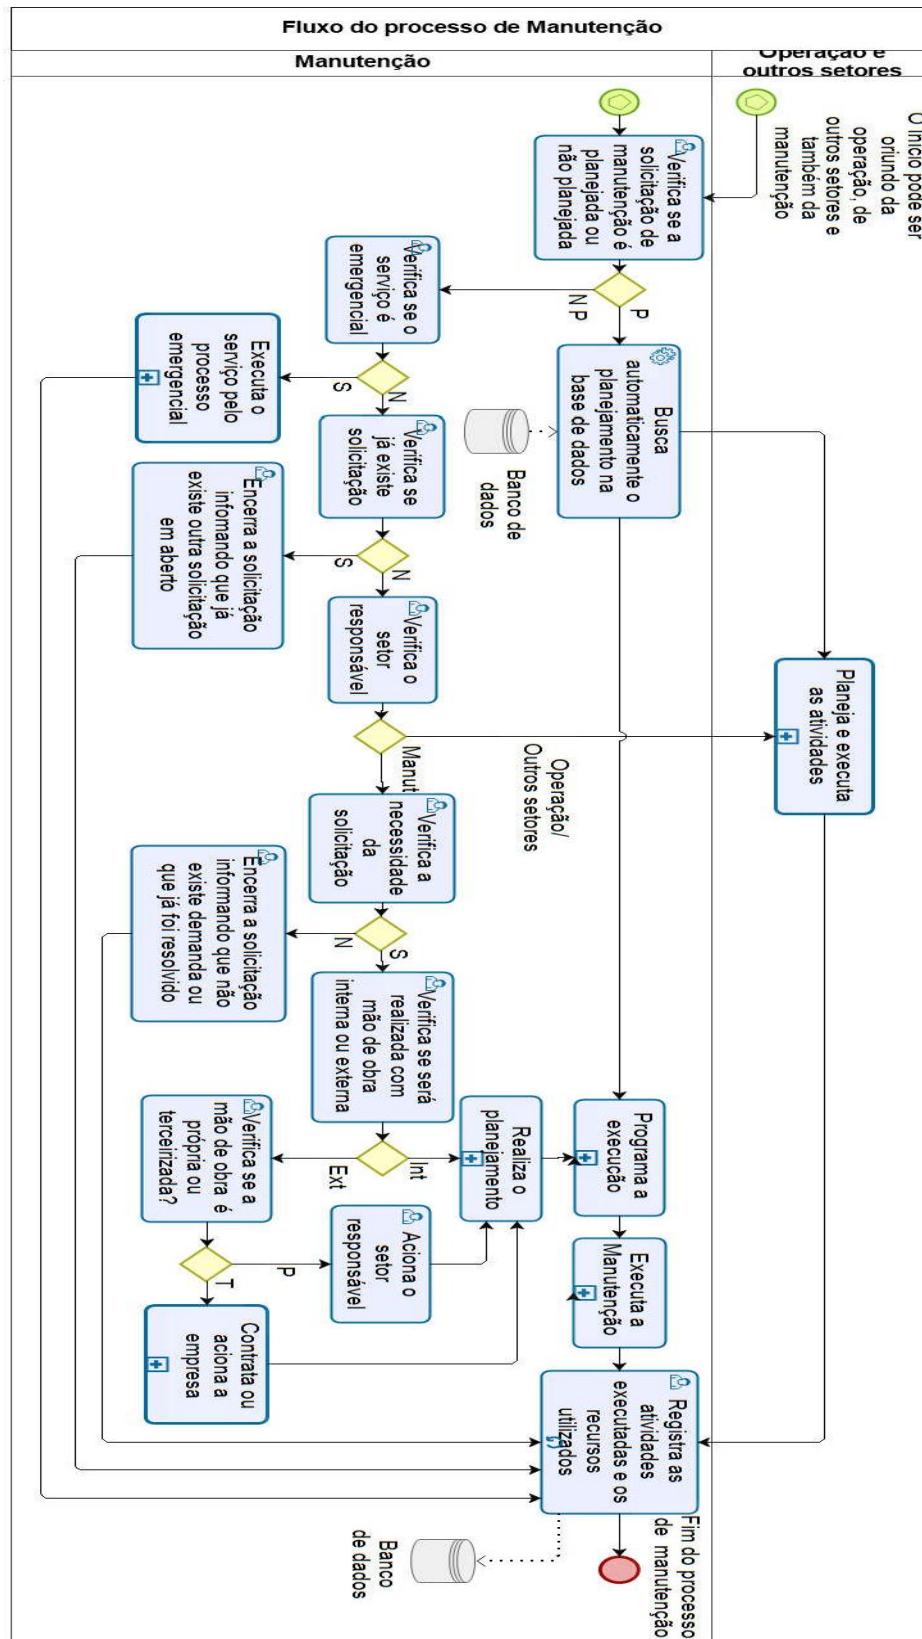 Fluxo do processo de Manutenção
Manutenção
Operação e
outros setores
O início pode ser
oriundo da
operação, de
outros setores e
também da
manutenção
Verifica se a
solicitação de
manutenção é
planejada ou
não planejada
P
N P
Verifica se o
serviço é
emergencial
N
S
Executa o
serviço pelo
processo
emergencial
Busca
automaticamente o
planejamento na
base de dados
Banco de
dados
Verifica se
já existe
solicitação
N
S
Encerra a solicitação
infomando que já
existe outra solicitação
em aberto
Verifica o
setor
responsável
Manut
Operação/
Outros setores
Planeja e executa
as atividades
Verifica a
necessidade
da
solicitação
S
N
Encerra a solicitação
informando que não
existe demanda ou
que já foi resolvido
Verifica se será
realizada com
mão de obra
interna ou externa
Int
Ext
Verifica se a
mão de obra é
própria ou
terceirizada?
P
T
Aciona o
setor
responsável
Contrata ou
aciona a
empresa
Realiza o
planejamento
Programa a
execução
Executa a
Manutenção
Registra as
atividades
executadas e os
recursos
utilizados
Banco
de dados
Fim do processo
de manutenção